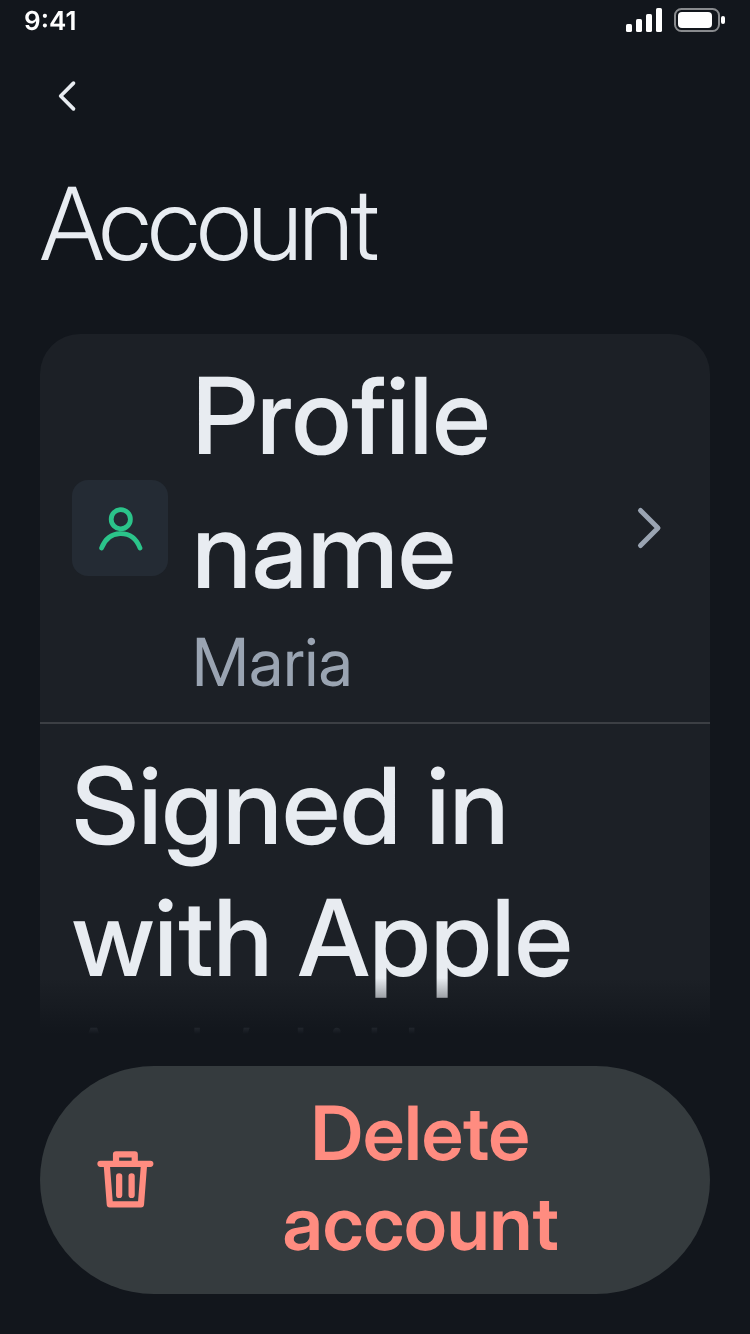 9:41
Account
Profile
name
Maria
Signed in
with Apple
Delete
account